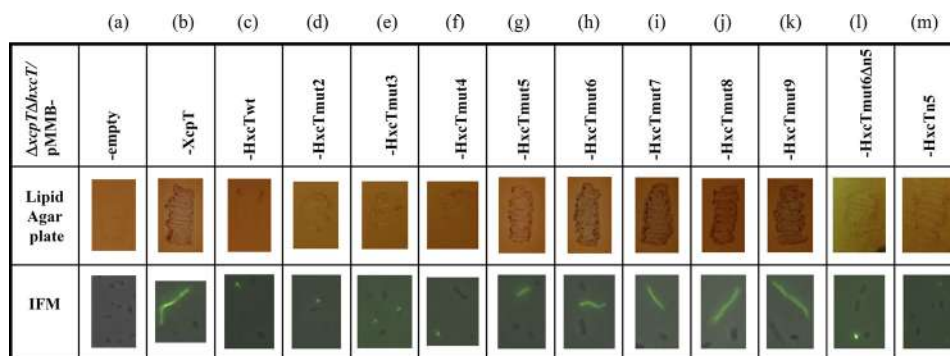 (a) (b) (c) (d) (e) (f) (g) (h) (i) (j) (k) (l) (m)
ΔxcpTΔhxcT/
pMMB-
-empty
-XcpT
-HxcTwt
-HxcTmut2
-HxcTmut3
-HxcTmut4
-HxcTmut5
-HxcTmut6
-HxcTmut7
-HxcTmut8
-HxcTmut9
-HxcTmut6Δn5
-HxcTn5
Lipid
Agar
plate
IFM